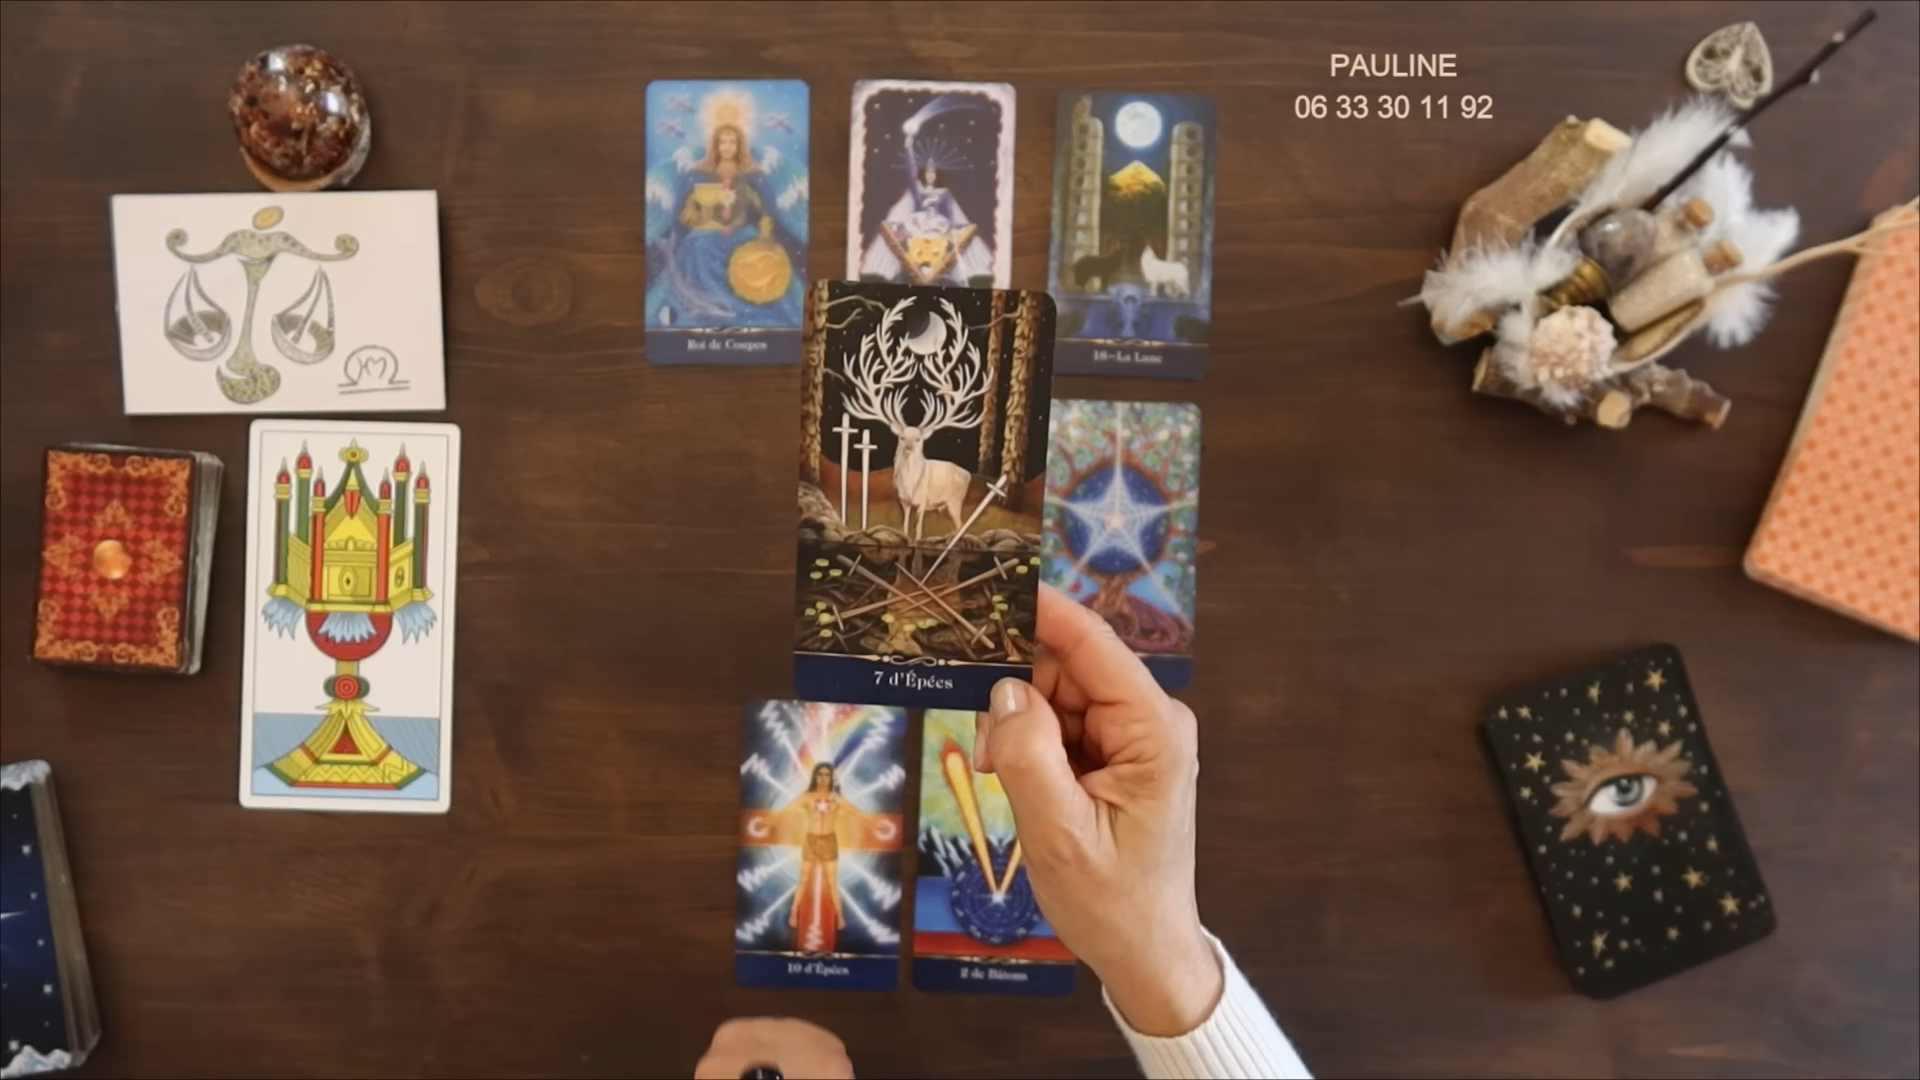 PAULINE
06 33 30 11 92
Roi de Coupes
18~La Lune
7 d'Épées
10 d'Épées
2 de Bâtons